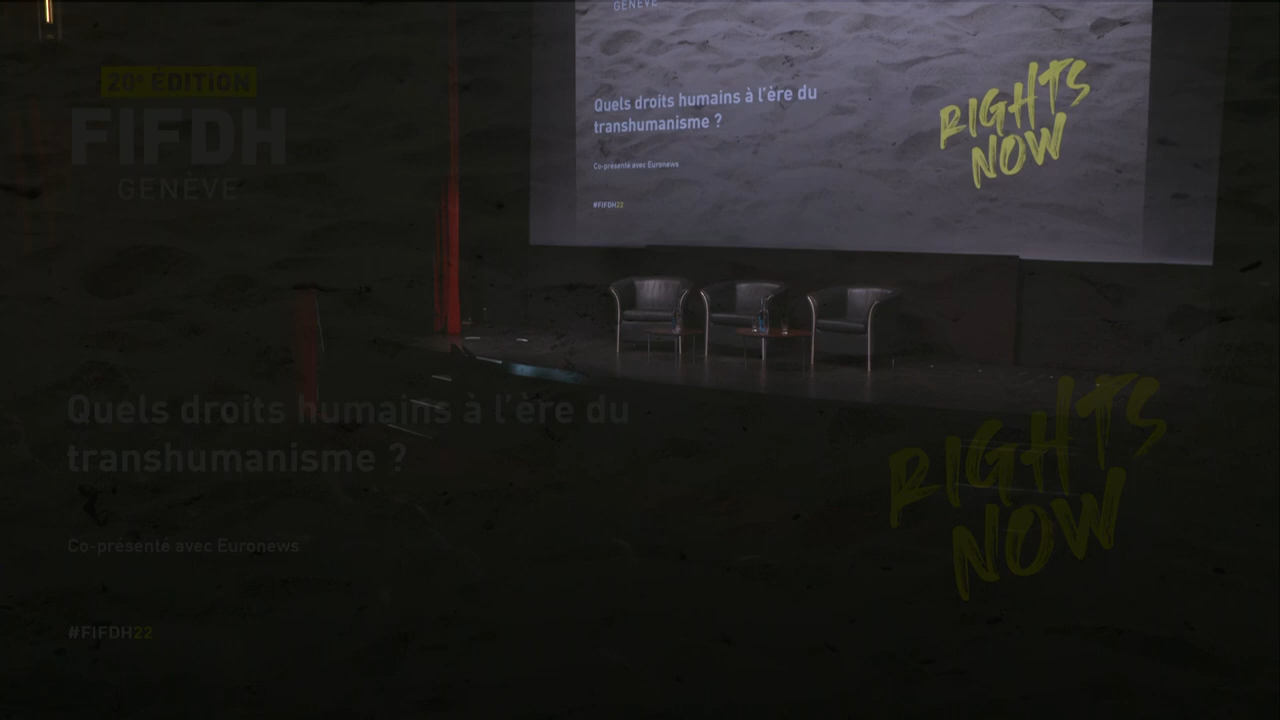 GENÈVE
Quels droits humains à l'ère du
transhumanisme ?
Co-présenté avec Euronews
#FIFDH22
RIGHTS
NOW
20e ÉDITION
FIFDH
GENÈVE
Quels droits humains à l'ère du
transhumanisme ?
Co-présenté avec Euronews
#FIFDH22
RIGHTS
NOW